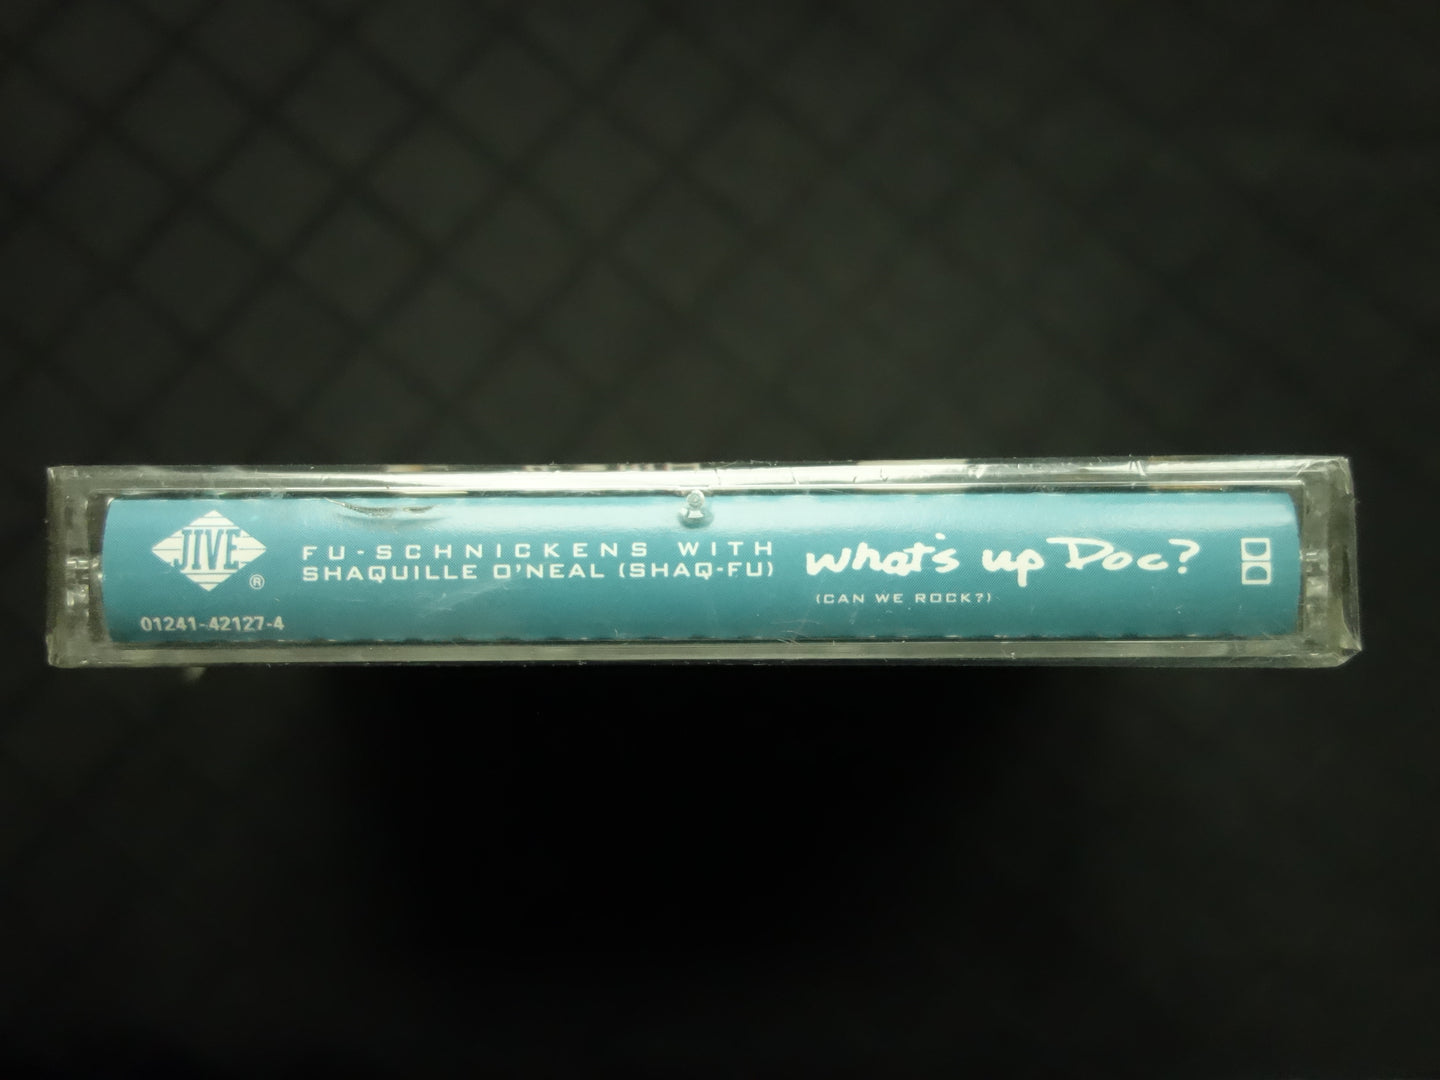 JIVE
®
01241-42127-4
FU-SCHNICKENS WITH
SHAQUILLE O'NEAL (SHAQ-FU)
what's up Doc?
(CAN WE ROCK?)